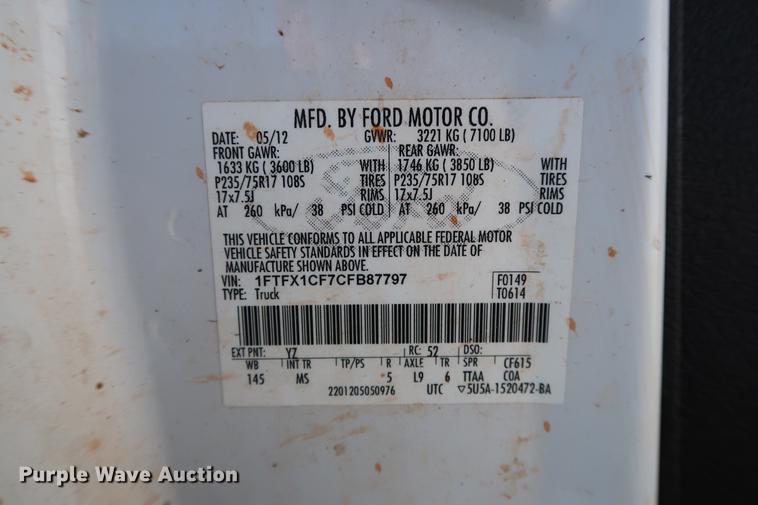 MFD. BY FORD MOTOR CO.
DATE: 05/12 GVWR: 3221 KG ( 7100 LB)
FRONT GAWR: REAR GAWR:
1633 KG ( 3600 LB) WITH 1746 KG ( 3850 LB) WITH
P235/75R17 108S TIRES P235/75R17 108S TIRES
17x7.5J RIMS 17x7.5J RIMS
AT 260 kPa/ 38 PSI COLD AT 260 kPa/ 38 PSI COLD
THIS VEHICLE CONFORMS TO ALL APPLICABLE FEDERAL MOTOR
VEHICLE SAFETY STANDARDS IN EFFECT ON THE DATE OF
MANUFACTURE SHOWN ABOVE.
VIN: 1FTFX1CF7CFB87797 F0149
TYPE: Truck T0614
EXT PNT: YZ RC: 52 DSO:
WB INT TR TP/PS R AXLE TR SPR CF615
145 MS 5 L9 6 TTAA COA
2201205050976 UTC ▽5U5A-1520472-BA
Purple Wave Auction